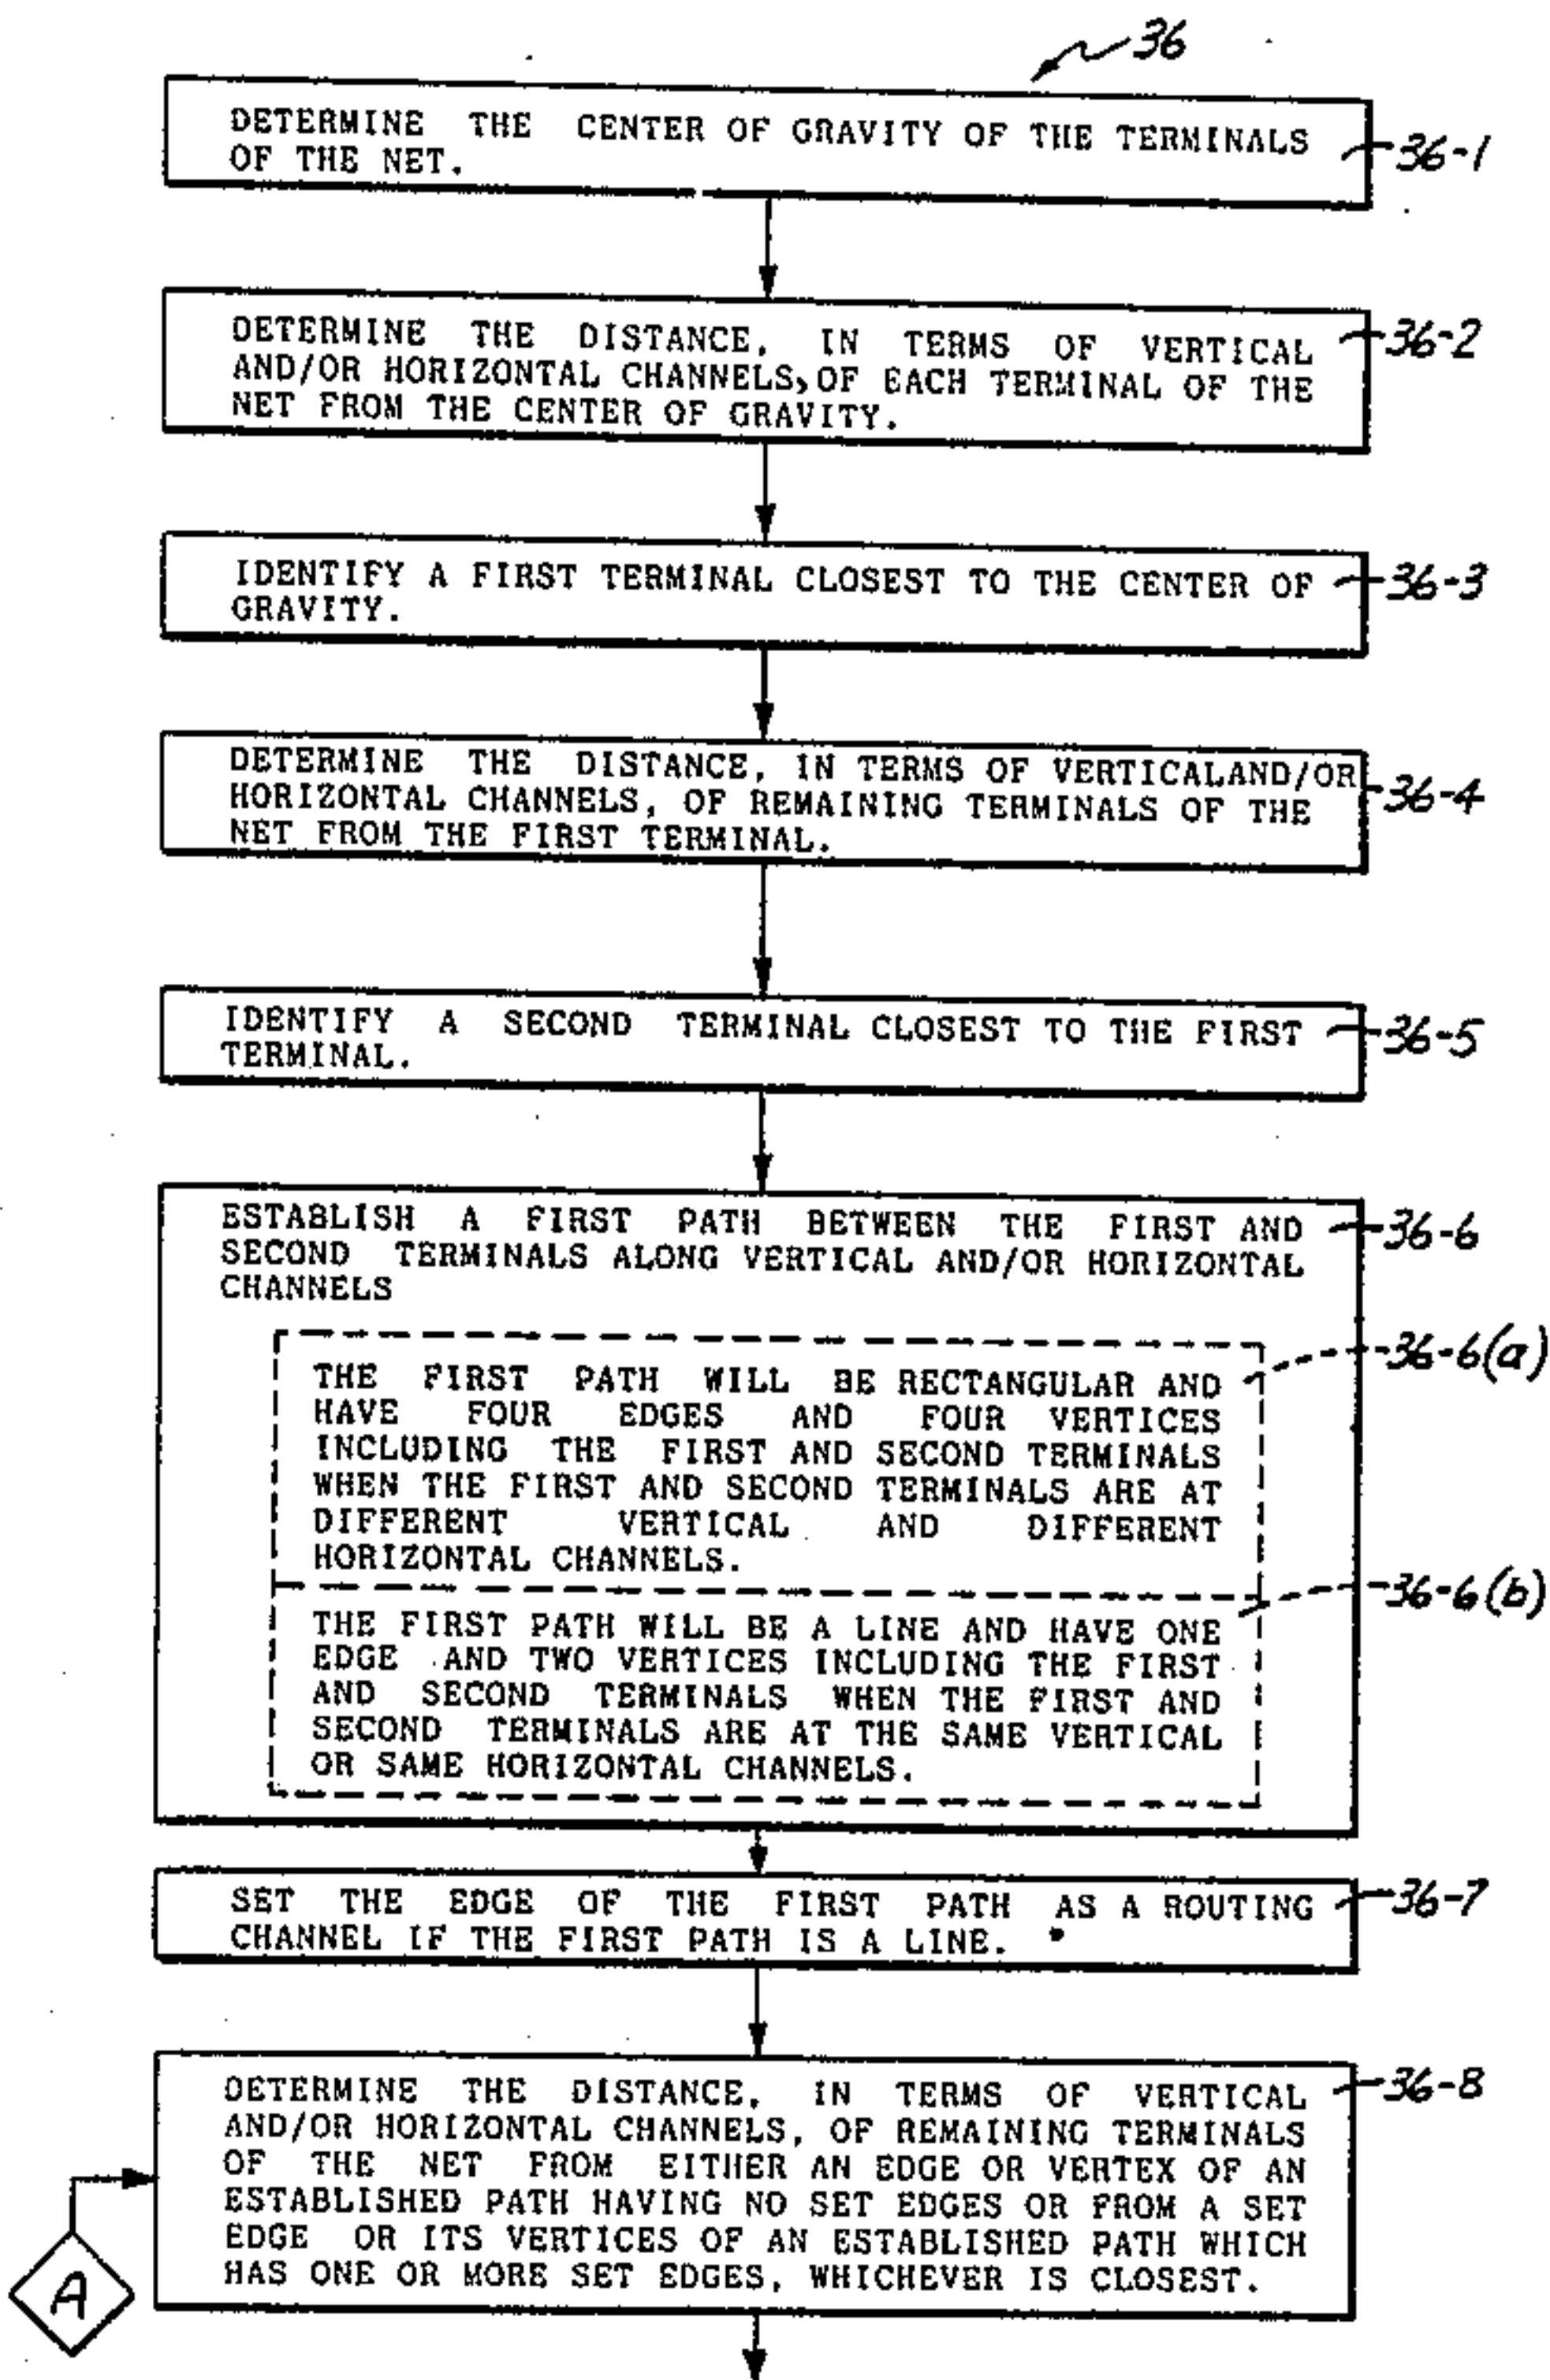 36
DETERMINE THE CENTER OF GRAVITY OF THE TERMINALS
OF THE NET.
36-1
DETERMINE THE DISTANCE, IN TERMS OF VERTICAL
AND/OR HORIZONTAL CHANNELS, OF EACH TERMINAL OF THE
NET FROM THE CENTER OF GRAVITY.
36-2
IDENTIFY A FIRST TERMINAL CLOSEST TO THE CENTER OF
GRAVITY.
36-3
DETERMINE THE DISTANCE, IN TERMS OF VERTICALAND/OR
HORIZONTAL CHANNELS, OF REMAINING TERMINALS OF THE
NET FROM THE FIRST TERMINAL.
36-4
IDENTIFY A SECOND TERMINAL CLOSEST TO THE FIRST
TERMINAL.
36-5
ESTABLISH A FIRST PATH BETWEEN THE FIRST AND
SECOND TERMINALS ALONG VERTICAL AND/OR HORIZONTAL
CHANNELS
36-6
THE FIRST PATH WILL BE RECTANGULAR AND
HAVE FOUR EDGES AND FOUR VERTICES
INCLUDING THE FIRST AND SECOND TERMINALS
WHEN THE FIRST AND SECOND TERMINALS ARE AT
DIFFERENT VERTICAL AND DIFFERENT
HORIZONTAL CHANNELS.
36-6(a)
THE FIRST PATH WILL BE A LINE AND HAVE ONE
EDGE AND TWO VERTICES INCLUDING THE FIRST
AND SECOND TERMINALS WHEN THE FIRST AND
SECOND TERMINALS ARE AT THE SAME VERTICAL
OR SAME HORIZONTAL CHANNELS.
36-6(b)
SET THE EDGE OF THE FIRST PATH AS A ROUTING
CHANNEL IF THE FIRST PATH IS A LINE.
36-7
DETERMINE THE DISTANCE, IN TERMS OF VERTICAL
AND/OR HORIZONTAL CHANNELS, OF REMAINING TERMINALS
OF THE NET FROM EITHER AN EDGE OR VERTEX OF AN
ESTABLISHED PATH HAVING NO SET EDGES OR FROM A SET
EDGE OR ITS VERTICES OF AN ESTABLISHED PATH WHICH
HAS ONE OR MORE SET EDGES, WHICHEVER IS CLOSEST.
36-8
A